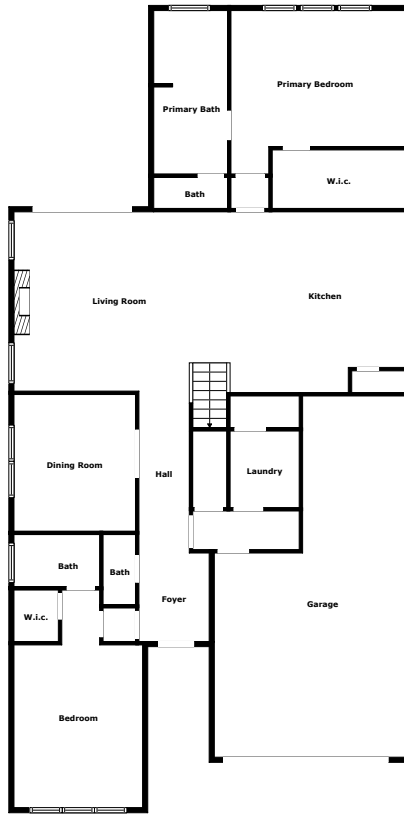 Primary Bedroom
Primary Bath
W.i.c.
Bath
Living Room
Kitchen
Dining Room
Hall
Laundry
Bath
Bath
Foyer
Garage
W.i.c.
Bedroom